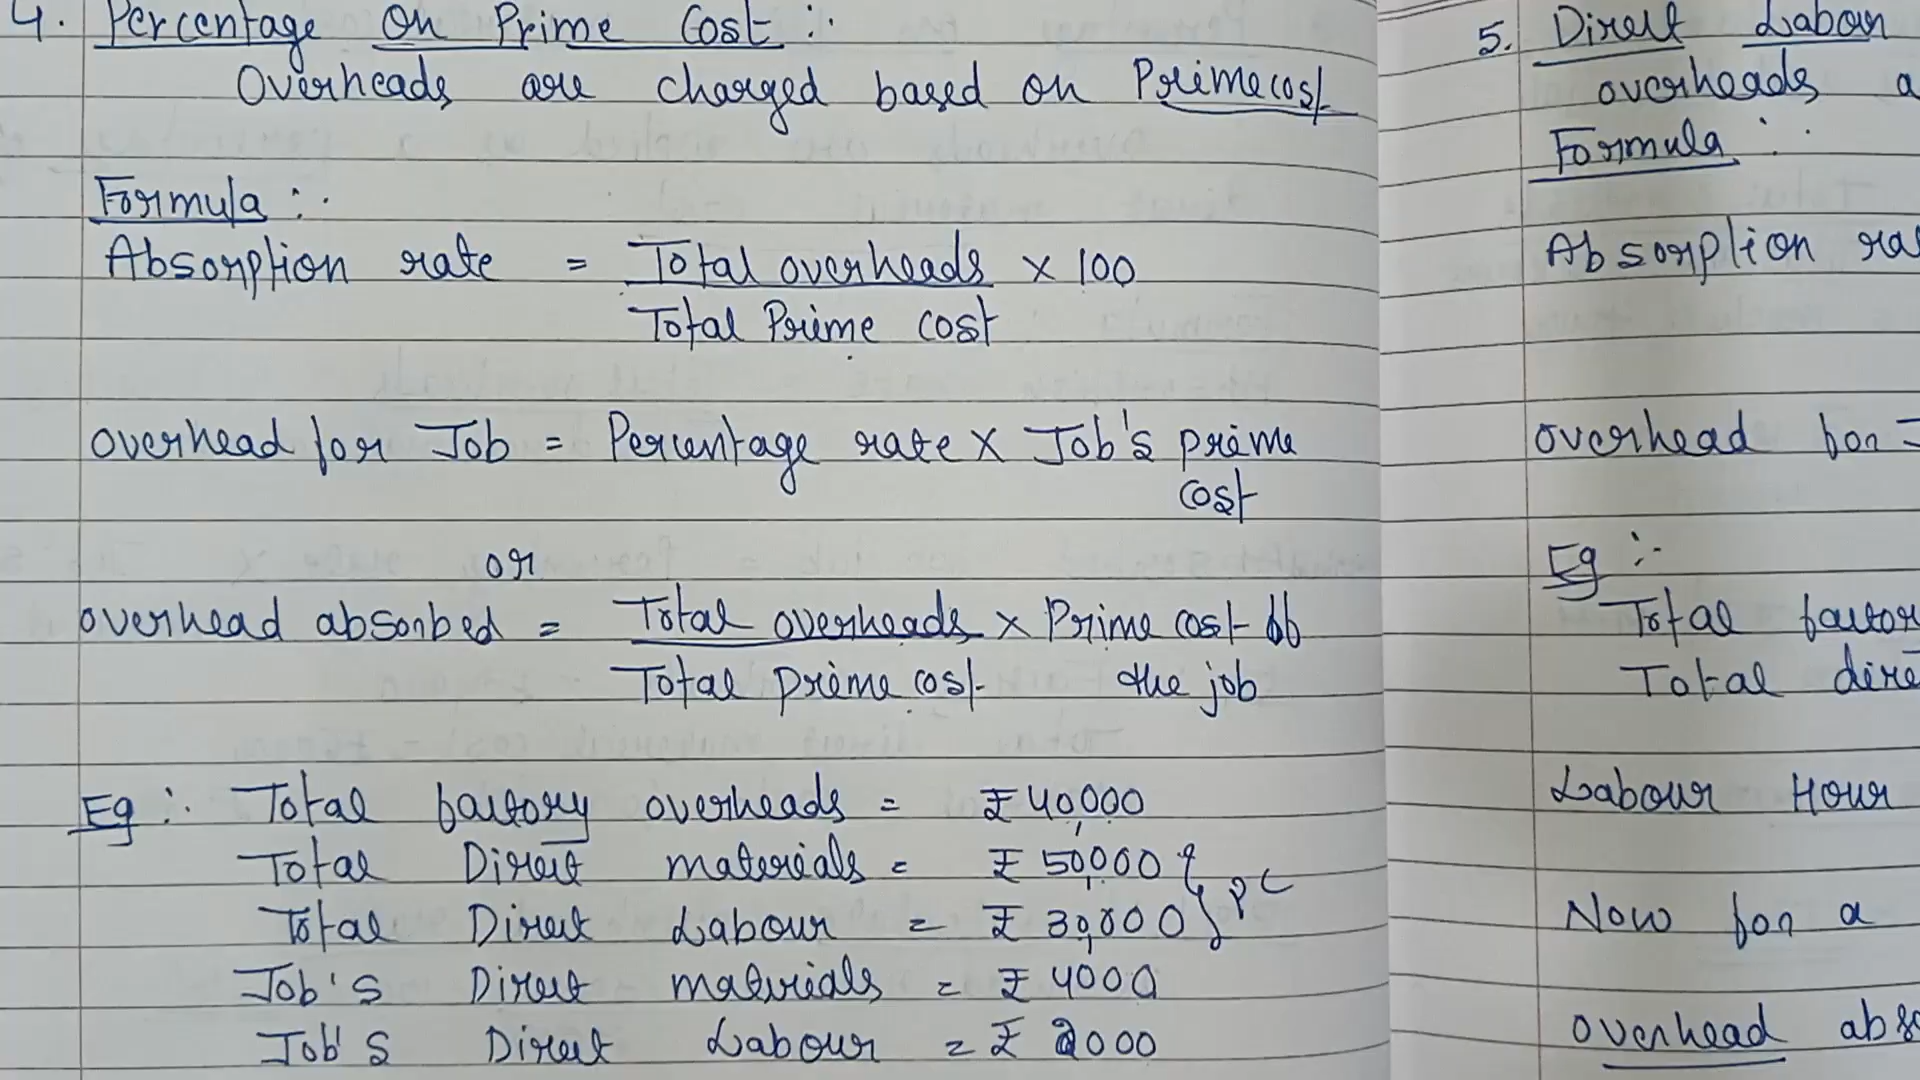 4. Percentage on Prime Cost :-
Overheads are charged based on Prime cost
Formula :-
Absorption rate = Total overheads × 100
Total Prime cost
overhead for Job = Percentage rate × Job's prime
cost
or
overhead absorbed = Total overheads × Prime cost of
Total prime cost the job
Eg :- Total factory overheads = ₹ 40,000
Total Direct materials = ₹ 50,000 } PC
Total Direct Labour = ₹ 30,000
Job's Direct materials = ₹ 4000
Job's Direct Labour = ₹ 2000
5. Direct Labour
overheads a
Formula :-
Absorption ra
overhead for J
Eg :-
Total factor
Total dire
Labour Hour
Now for a
overhead abso